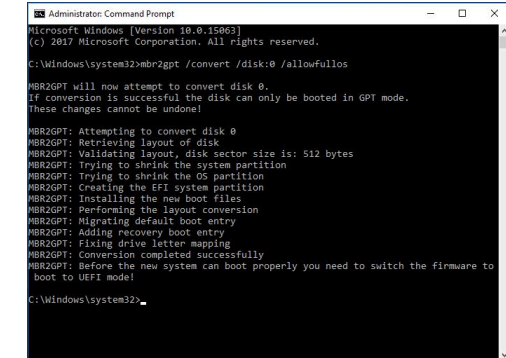 Administrator: Command Prompt
Microsoft Windows [Version 10.0.15063]
(c) 2017 Microsoft Corporation. All rights reserved.
C:\Windows\system32>mbr2gpt /convert /disk:0 /allowfullos
MBR2GPT will now attempt to convert disk 0.
If conversion is successful the disk can only be booted in GPT mode.
These changes cannot be undone!
MBR2GPT: Attempting to convert disk 0
MBR2GPT: Retrieving layout of disk
MBR2GPT: Validating layout, disk sector size is: 512 bytes
MBR2GPT: Trying to shrink the system partition
MBR2GPT: Trying to shrink the OS partition
MBR2GPT: Creating the EFI system partition
MBR2GPT: Installing the new boot files
MBR2GPT: Performing the layout conversion
MBR2GPT: Migrating default boot entry
MBR2GPT: Adding recovery boot entry
MBR2GPT: Fixing drive letter mapping
MBR2GPT: Conversion completed successfully
MBR2GPT: Before the new system can boot properly you need to switch the firmware to
boot to UEFI mode!
C:\Windows\system32>